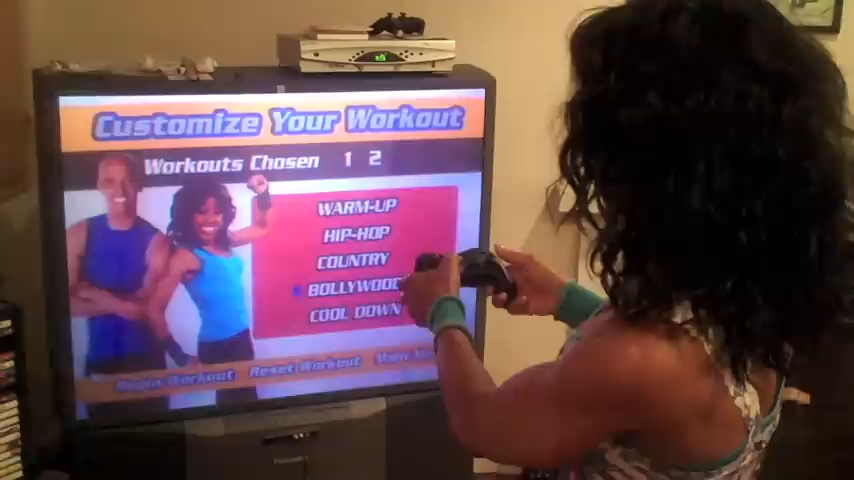 Customize Your Workout
Workouts Chosen 1 2
WARM-UP
HIP-HOP
COUNTRY
BOLLYWOOD
COOL DOWN
Begin Workout Reset Workout Main